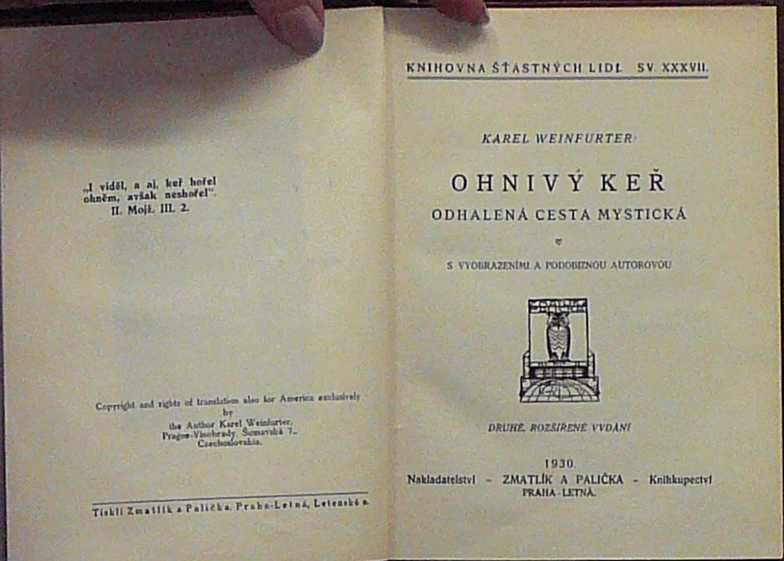 „I viděl, a aj, keř hořel
ohněm, avšak neshořel".
II. Mojž. III. 2.
Copyright and rights of translation also for America exclusively
by
the Author Karel Weinfurter,
Prague-Vinohrady, Šumavská 7.,
Czechoslovakia.
Tiskli Zmatlík a Palička, Praha-Letná, Letenská
KNIHOVNA ŠŤASTNÝCH LIDÍ. SV. XXXVII.
KAREL WEINFURTER:
OHNIVÝ KEŘ
ODHALENÁ CESTA MYSTICKÁ
S VYOBRAZENÍMI A PODOBIZNOU AUTOROVOU
DRUHÉ, ROZŠÍŘENÉ VYDÁNÍ
1930.
Nakladatelství - ZMATLÍK A PALIČKA - Knihkupectví
PRAHA-LETNÁ.